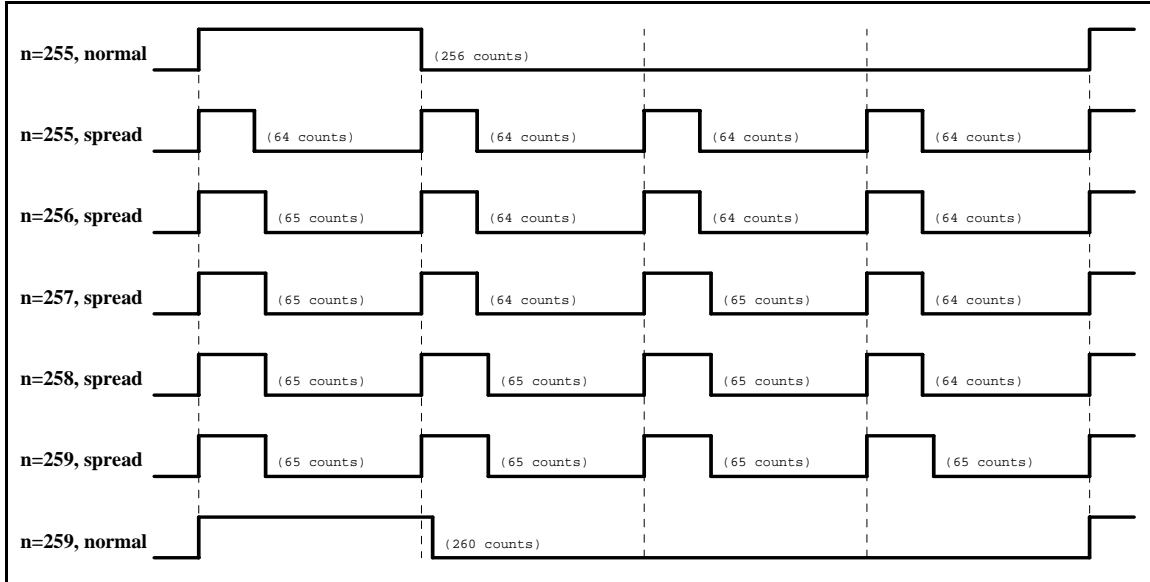 n=255, normal (256 counts)
n=255, spread (64 counts) (64 counts) (64 counts) (64 counts)
n=256, spread (65 counts) (64 counts) (64 counts) (64 counts)
n=257, spread (65 counts) (64 counts) (65 counts) (64 counts)
n=258, spread (65 counts) (65 counts) (65 counts) (64 counts)
n=259, spread (65 counts) (65 counts) (65 counts) (65 counts)
n=259, normal (260 counts)